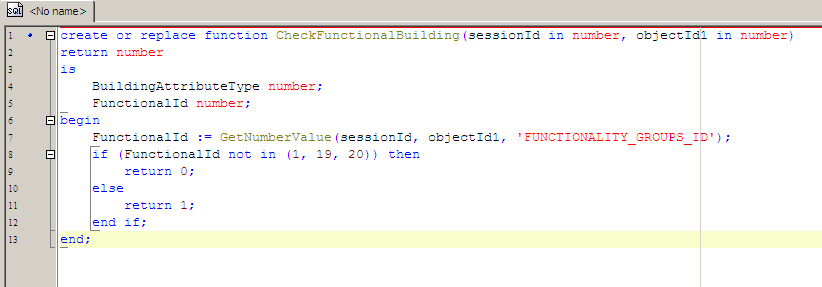 SQL <No name>
1 create or replace function CheckFunctionalBuilding(sessionId in number, objectId1 in number)
2 return number
3 is
4 BuildingAttributeType number;
5 FunctionalId number;
6 begin
7 FunctionalId := GetNumberValue(sessionId, objectId1, 'FUNCTIONALITY_GROUPS_ID');
8 if (FunctionalId not in (1, 19, 20)) then
9 return 0;
10 else
11 return 1;
12 end if;
13 end;